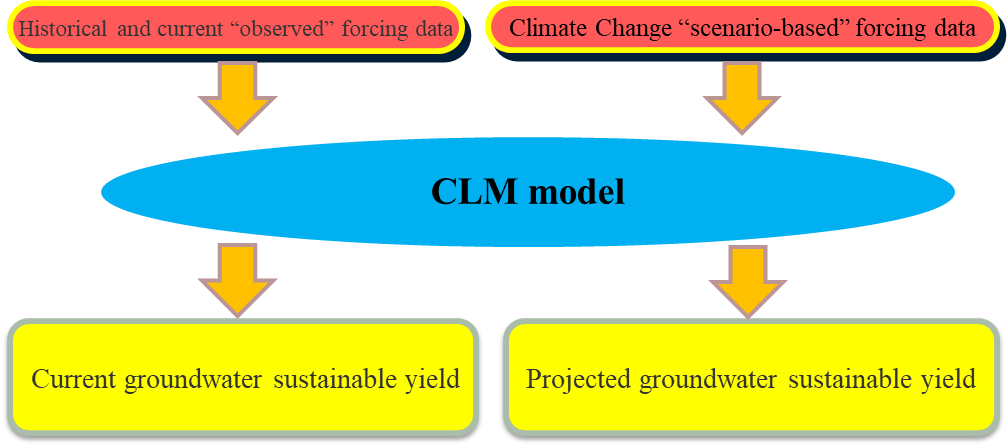 Historical and current “observed” forcing data
Climate Change “scenario-based” forcing data
CLM model
Current groundwater sustainable yield
Projected groundwater sustainable yield